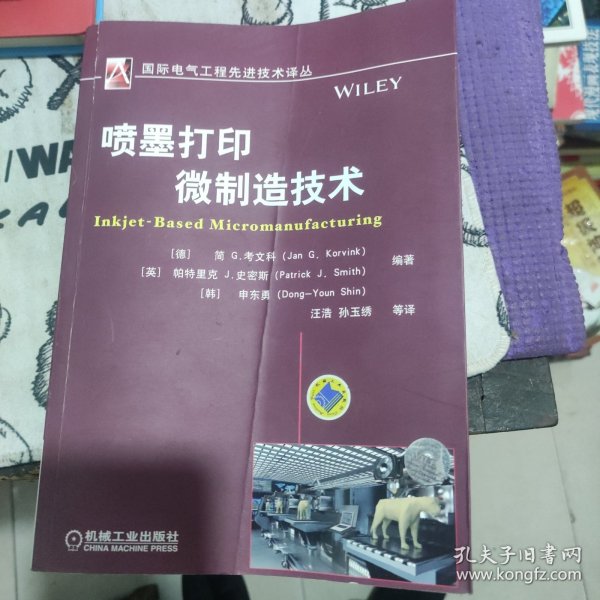 国际电气工程先进技术译丛
WILEY
喷墨打印
微制造技术
Inkjet-Based Micromanufacturing
[德] 简 G.考文科 (Jan G. Korvink)
[英] 帕特里克 J.史密斯 (Patrick J. Smith) 编著
[韩] 申东勇 (Dong-Youn Shin)
汪浩 孙玉绣 等译
机械工业出版社
CHINA MACHINE PRESS
孔夫子旧书网
www.kongfz.com